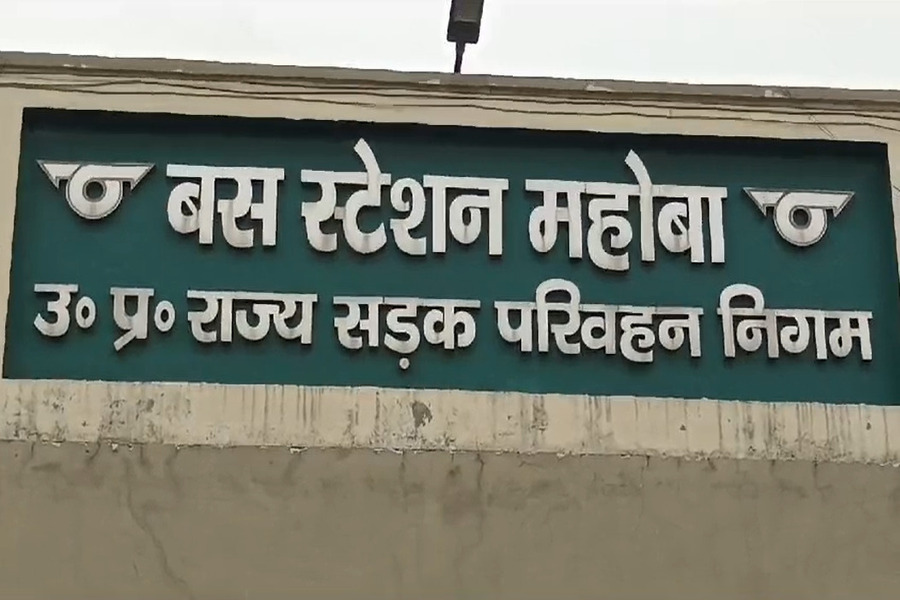 बस स्टेशन महोबा
उ० प्र० राज्य सड़क परिवहन निगम